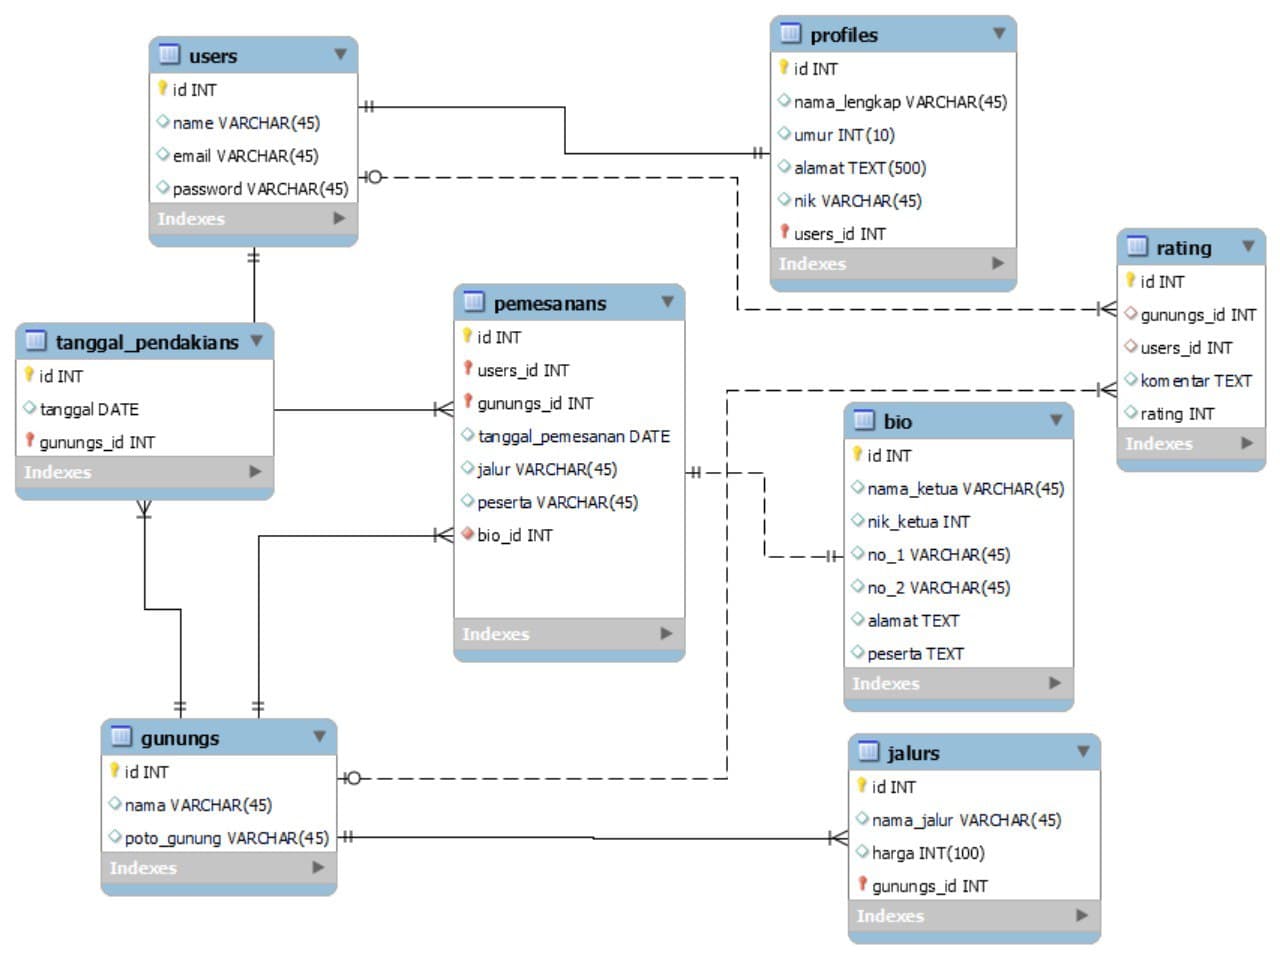 users
id INT
name VARCHAR(45)
email VARCHAR(45)
password VARCHAR(45)
Indexes
profiles
id INT
nama_lengkap VARCHAR(45)
umur INT(10)
alamat TEXT(500)
nik VARCHAR(45)
users_id INT
Indexes
rating
id INT
gunungs_id INT
users_id INT
komentar TEXT
rating INT
Indexes
tanggal_pendakians
id INT
tanggal DATE
gunungs_id INT
Indexes
pemesanans
id INT
users_id INT
gunungs_id INT
tanggal_pemesanan DATE
jalur VARCHAR(45)
peserta VARCHAR(45)
bio_id INT
Indexes
bio
id INT
nama_ketua VARCHAR(45)
nik_ketua INT
no_1 VARCHAR(45)
no_2 VARCHAR(45)
alamat TEXT
peserta TEXT
Indexes
gunungs
id INT
nama VARCHAR(45)
poto_gunung VARCHAR(45)
Indexes
jalurs
id INT
nama_jalur VARCHAR(45)
harga INT(100)
gunungs_id INT
Indexes